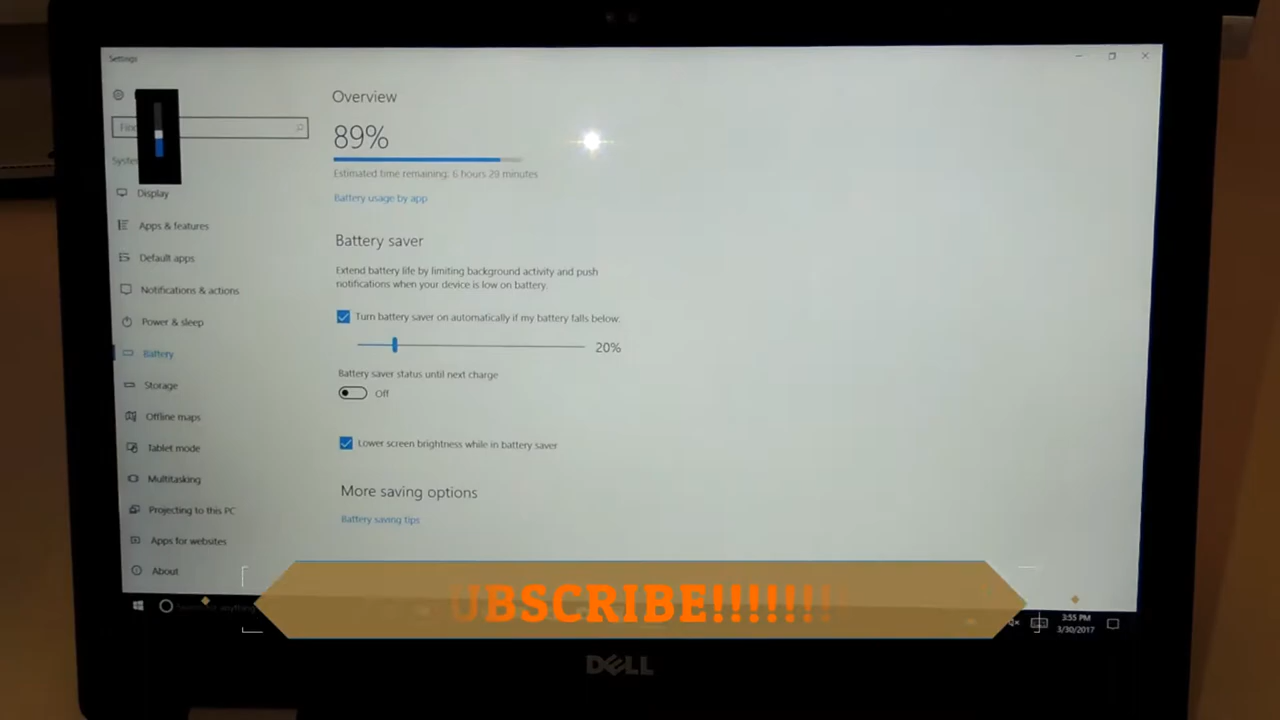 Settings
Overview
89%
Estimated time remaining: 6 hours 29 minutes
Battery usage by app
Battery saver
Extend battery life by limiting background activity and push
notifications when your device is low on battery.
Turn battery saver on automatically if my battery falls below:
20%
Battery saver status until next charge
Off
Lower screen brightness while in battery saver
More saving options
Battery saving tips
Fin
Syste
Display
Apps & features
Default apps
Notifications & actions
Power & sleep
Battery
Storage
Offline maps
Tablet mode
Multitasking
Projecting to this PC
Apps for websites
About
UBSCRIBE!!!!!!!
3:55 PM
3/30/2017
DELL